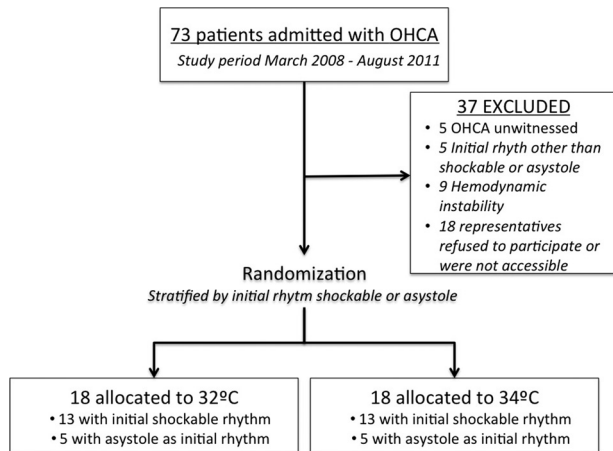 73 patients admitted with OHCA
Study period March 2008 - August 2011
37 EXCLUDED
• 5 OHCA unwitnessed
• 5 Initial rhyth other than
shockable or asystole
• 9 Hemodynamic
instability
• 18 representatives
refused to participate or
were not accessible
Randomization
Stratified by initial rhytm shockable or asystole
18 allocated to 32ºC
• 13 with initial shockable rhythm
• 5 with asystole as initial rhythm
18 allocated to 34ºC
• 13 with initial shockable rhythm
• 5 with asystole as initial rhythm